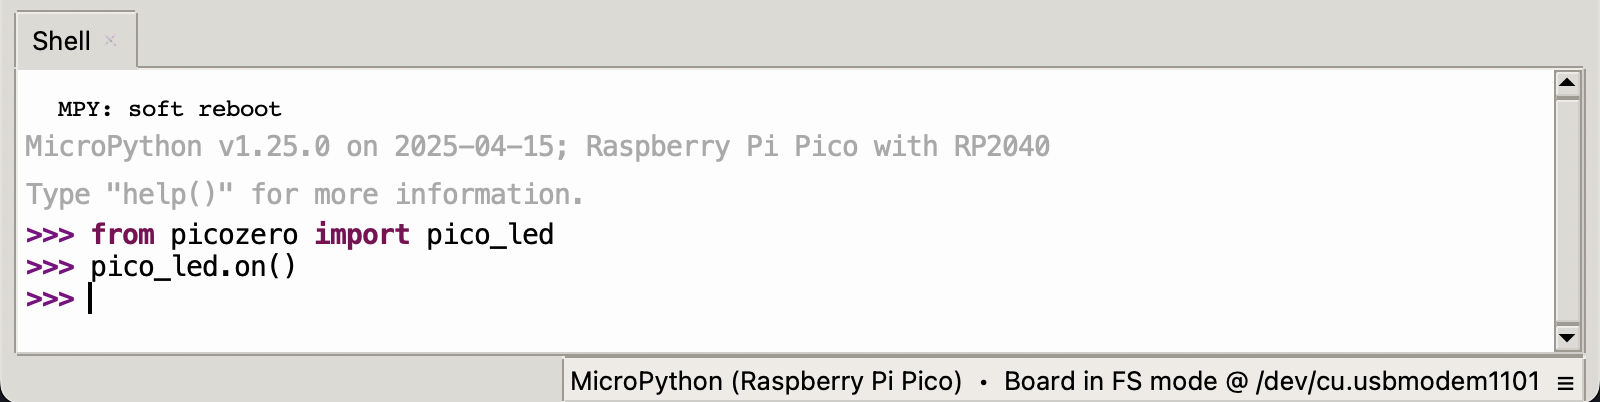 Shell
MPY: soft reboot
MicroPython v1.25.0 on 2025-04-15; Raspberry Pi Pico with RP2040
Type "help()" for more information.
>>> from picozero import pico_led
>>> pico_led.on()
>>>
MicroPython (Raspberry Pi Pico) • Board in FS mode @ /dev/cu.usbmodem1101 ≡